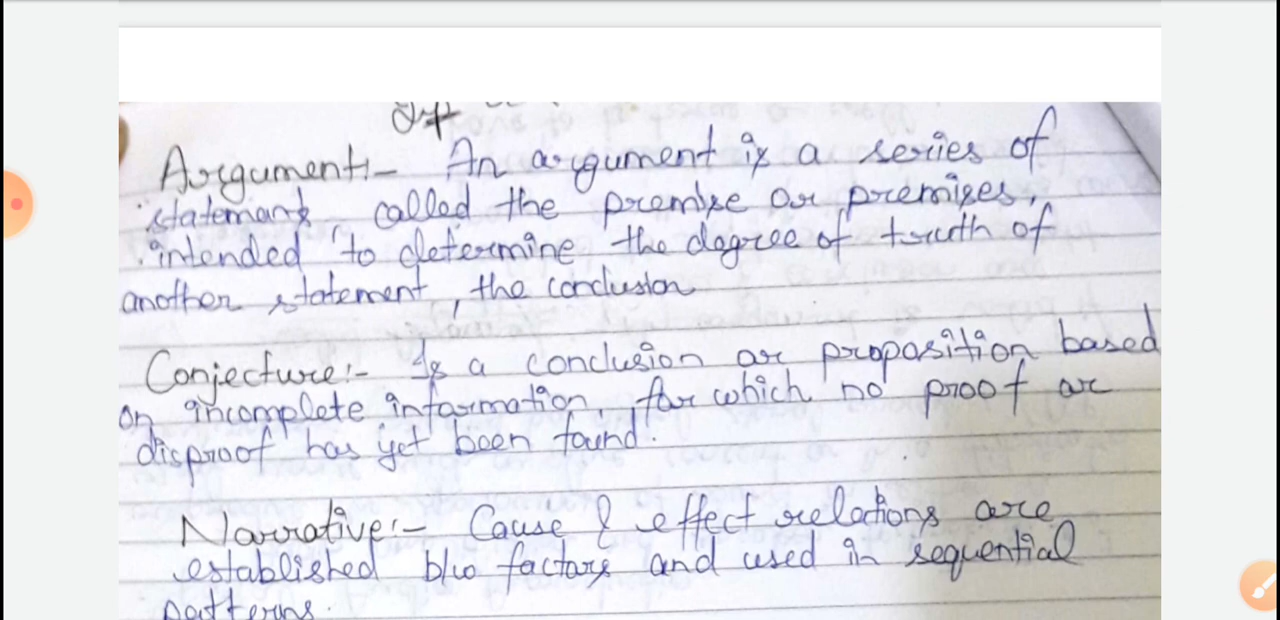 Argument:- An argument is a series of
statements called the premise or premises,
intended to determine the degree of truth of
another statement, the conclusion
Conjecture:- Is a conclusion or proposition based
on incomplete information, for which no proof or
disproof has yet been found.
Narrative:- Cause & effect relations are
established b/w factors and used in sequential
patterns.